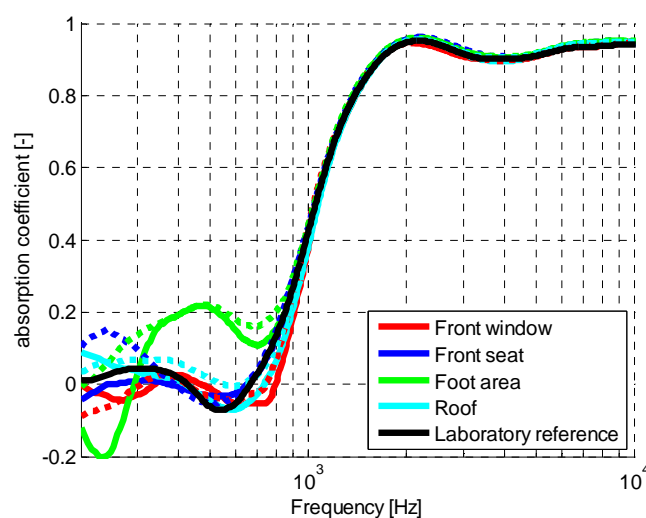 1
0.8
0.6
0.4
0.2
0
-0.2
absorption coefficient [-]
10^3
10^4
Frequency [Hz]
Front window
Front seat
Foot area
Roof
Laboratory reference